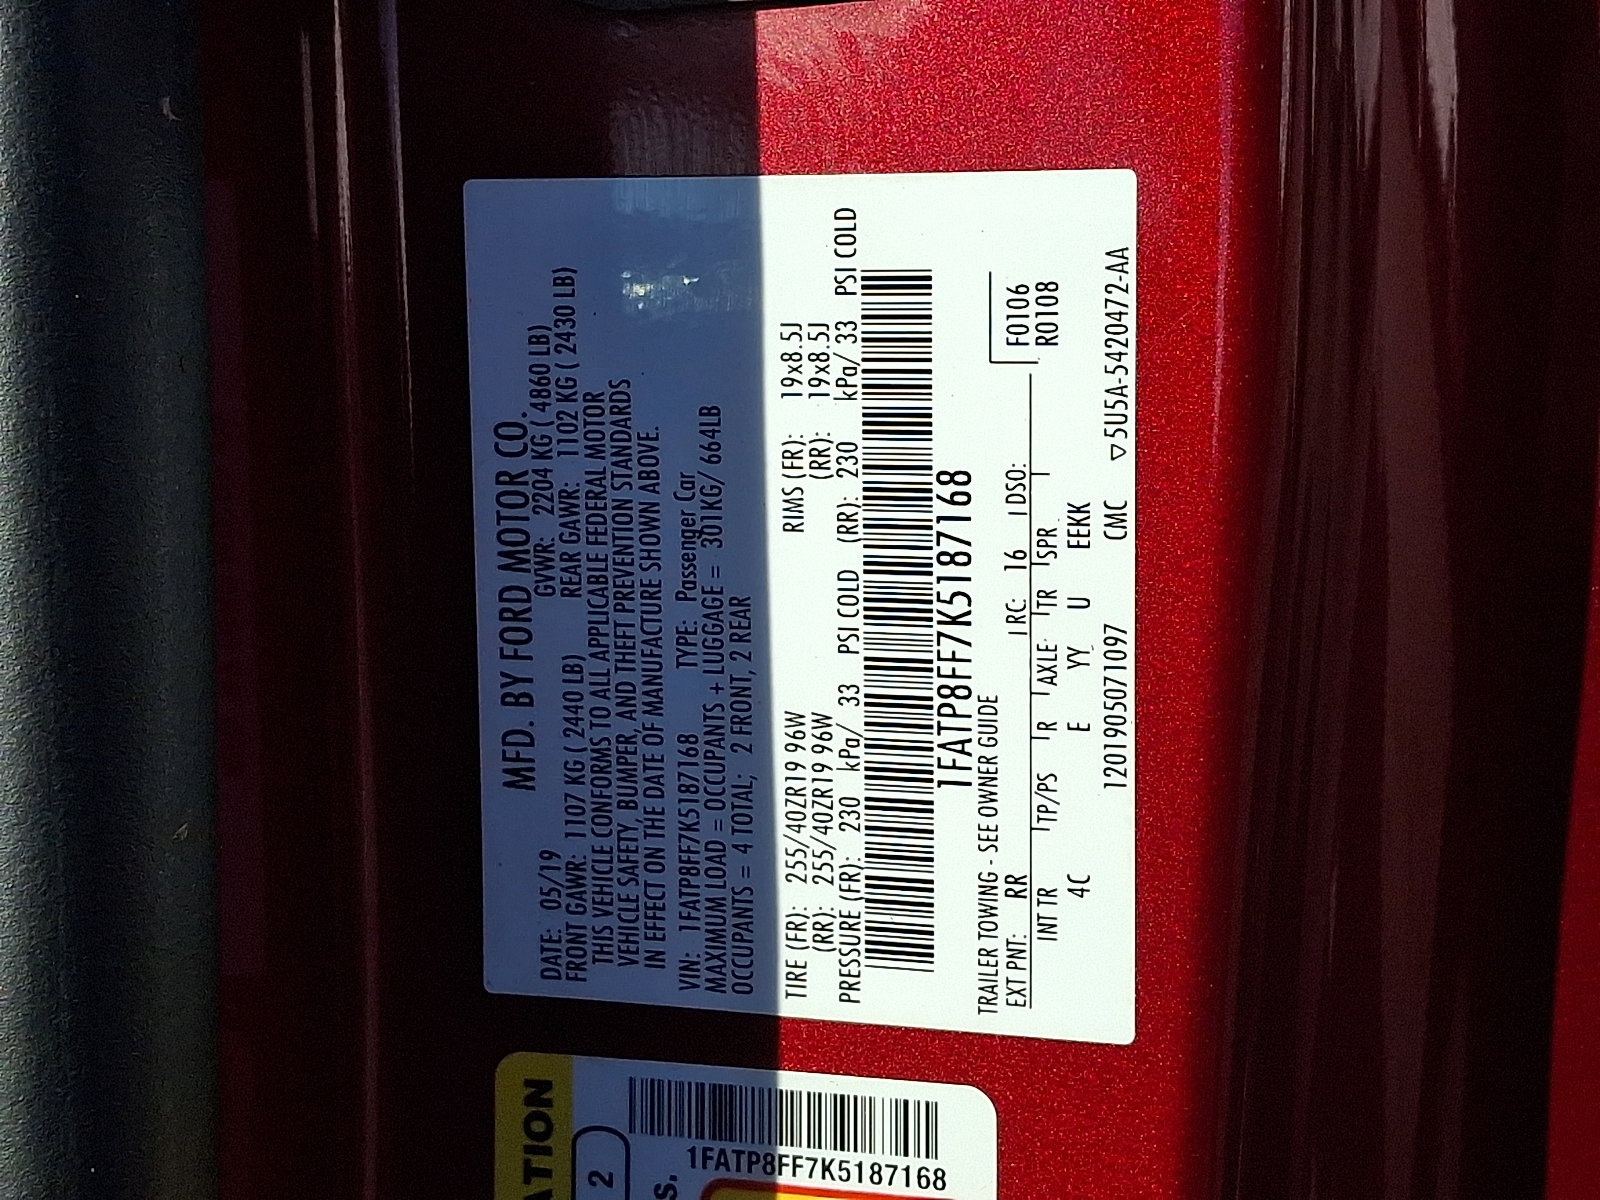 MFD. BY FORD MOTOR CO.
DATE: 05/19 GVWR: 2204 KG ( 4860 LB)
FRONT GAWR: 1107 KG ( 2440 LB) REAR GAWR: 1102 KG ( 2430 LB)
THIS VEHICLE CONFORMS TO ALL APPLICABLE FEDERAL MOTOR
VEHICLE SAFETY, BUMPER, AND THEFT PREVENTION STANDARDS
IN EFFECT ON THE DATE OF MANUFACTURE SHOWN ABOVE.
VIN: 1FATP8FF7K5187168 TYPE: Passenger Car
MAXIMUM LOAD = OCCUPANTS + LUGGAGE = 301KG/ 664LB
OCCUPANTS = 4 TOTAL; 2 FRONT, 2 REAR
TIRE (FR): 255/40ZR19 96W RIMS (FR): 19x8.5J
(RR): 255/40ZR19 96W (RR): 19x8.5J
PRESSURE (FR): 230 kPa/ 33 PSI COLD (RR): 230 kPa/ 33 PSI COLD
1FATP8FF7K5187168
TRAILER TOWING - SEE OWNER GUIDE
F0106
R0108
EXT PNT: RR RC: 16 DSO:
INT TR TP/PS R AXLE TR SPR
4C E YY U EEKK
120190507109​7 CMC ▽5U5A-5420472-AA
ATION
2
s.
1FATP8FF7K5187168